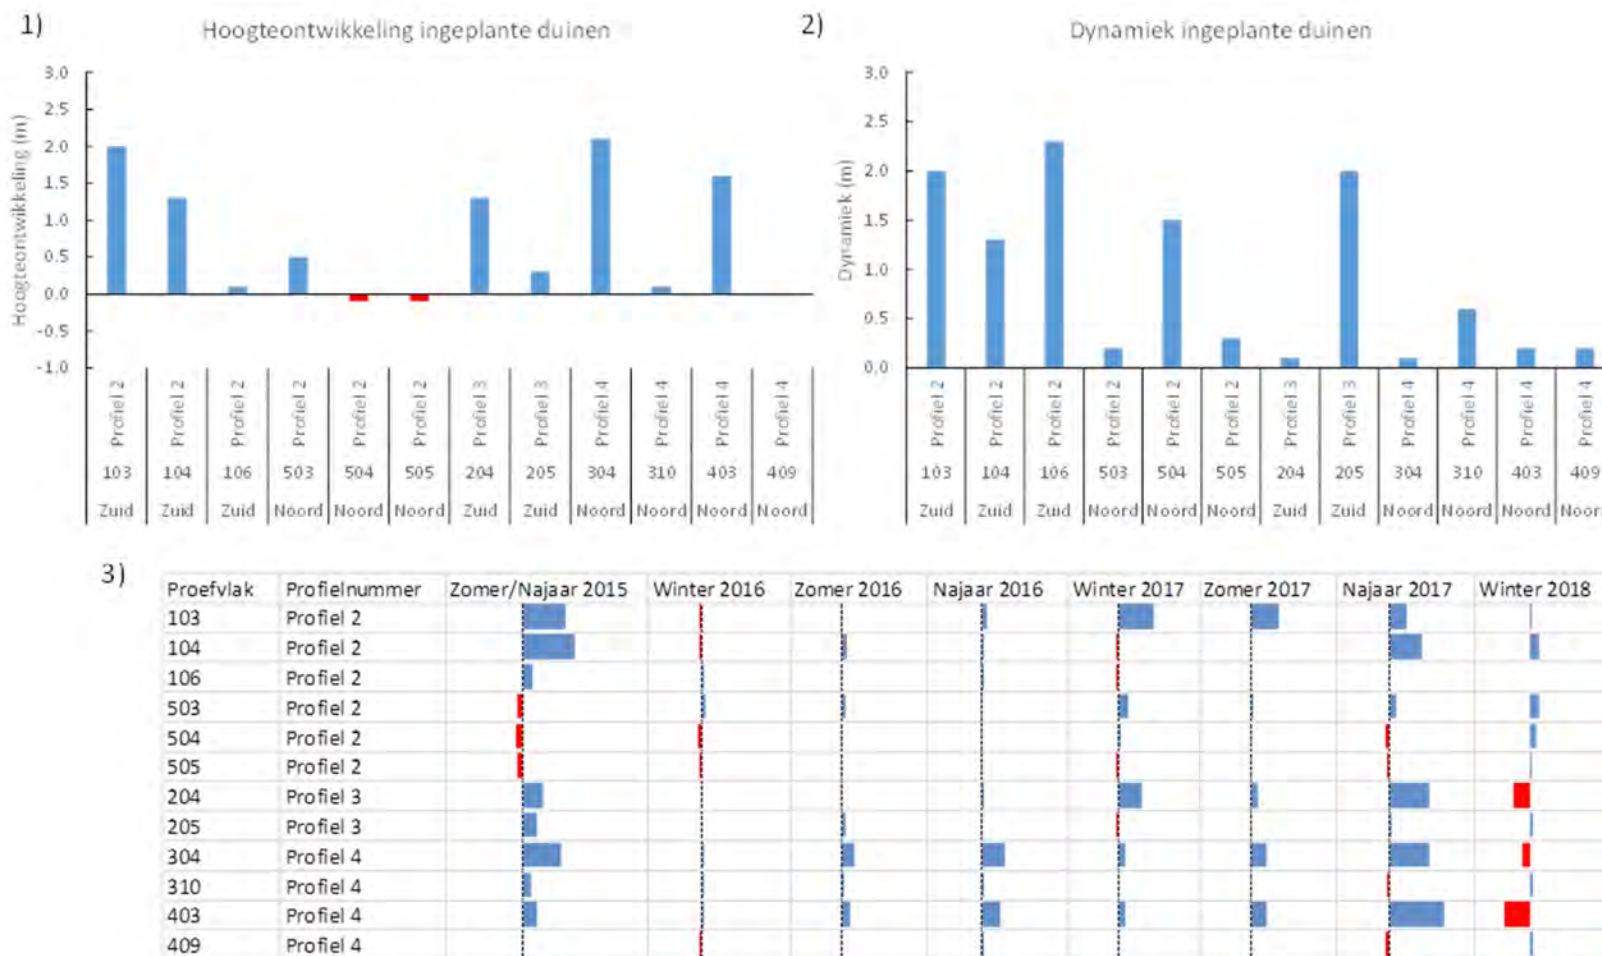 1)
Hoogteontwikkeling ingeplante duinen
Hoogteontwikkeling (m)
3.0
2.5
2.0
1.5
1.0
0.5
0.0
-0.5
-1.0
Profiel 2 Profiel 2 Profiel 2 Profiel 2 Profiel 2 Profiel 2 Profiel 3 Profiel 3 Profiel 4 Profiel 4 Profiel 4 Profiel 4
103 104 106 503 504 505 204 205 304 310 403 409
Zuid Zuid Zuid Noord Noord Noord Zuid Zuid Noord Noord Noord Noord
2)
Dynamiek ingeplante duinen
Dynamiek (m)
3.0
2.5
2.0
1.5
1.0
0.5
0.0
Profiel 2 Profiel 2 Profiel 2 Profiel 2 Profiel 2 Profiel 2 Profiel 3 Profiel 3 Profiel 4 Profiel 4 Profiel 4 Profiel 4
103 104 106 503 504 505 204 205 304 310 403 409
Zuid Zuid Zuid Noord Noord Noord Zuid Zuid Noord Noord Noord Noord
3)
Proefvlak Profielnummer Zomer/Najaar 2015 Winter 2016 Zomer 2016 Najaar 2016 Winter 2017 Zomer 2017 Najaar 2017 Winter 2018
103 Profiel 2
104 Profiel 2
106 Profiel 2
503 Profiel 2
504 Profiel 2
505 Profiel 2
204 Profiel 3
205 Profiel 3
304 Profiel 4
310 Profiel 4
403 Profiel 4
409 Profiel 4